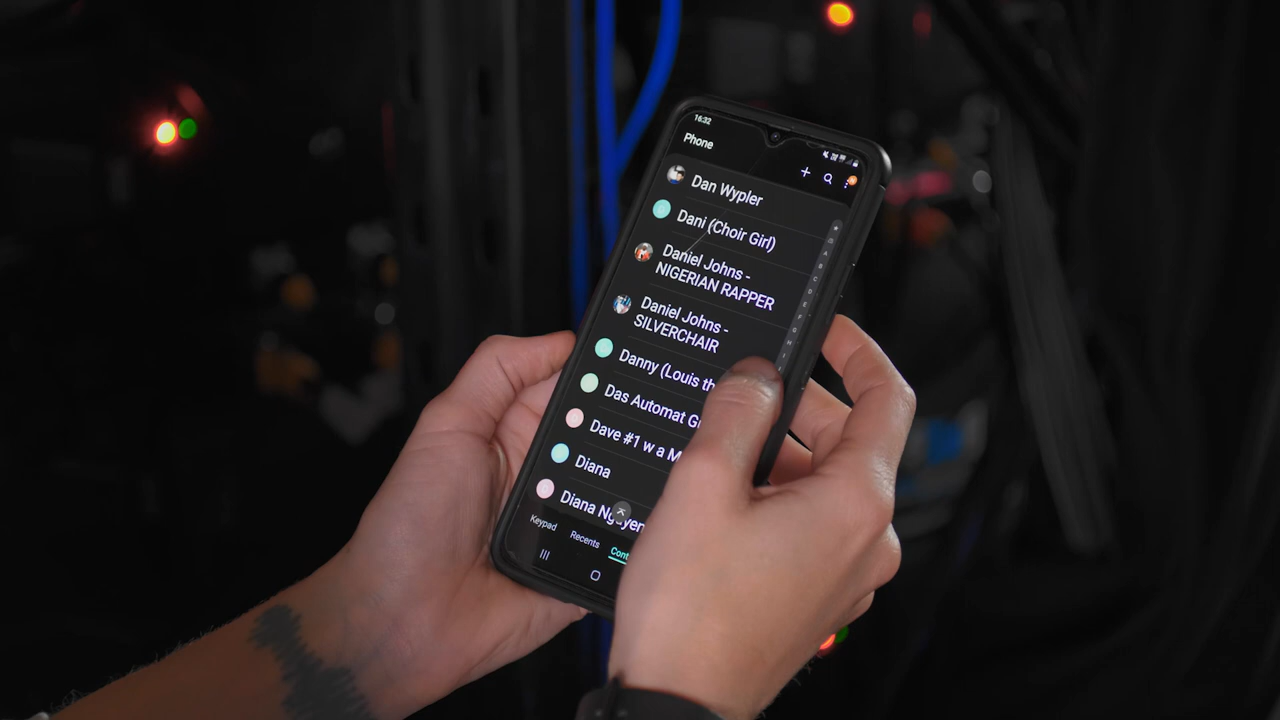 16:32
Phone
Dan Wypler
Dani (Choir Girl)
Daniel Johns -
NIGERIAN RAPPER
Daniel Johns -
SILVERCHAIR
Danny (Louis th
Das Automat G
Dave #1 w a M
Diana
Diana Nguyen
Keypad
Recents
Cont